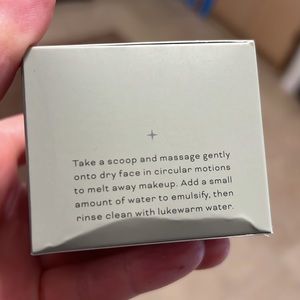 Take a scoop and massage gently
onto dry face in circular motions
to melt away makeup. Add a small
amount of water to emulsify, then
rinse clean with lukewarm water.